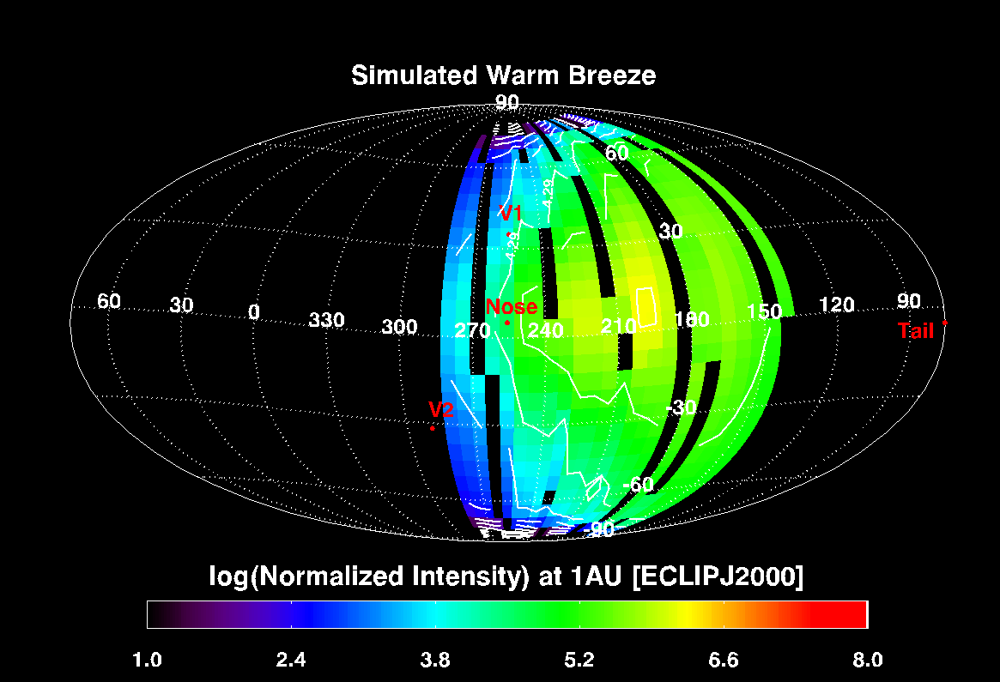 Simulated Warm Breeze
90
60
4.29
V1
30
4.29
60 30 0 330 300 270 Nose 240 210 180 150 120 90
Tail
V2
-30
-60
-90
log(Normalized Intensity) at 1AU [ECLIPJ2000]
1.0 2.4 3.8 5.2 6.6 8.0